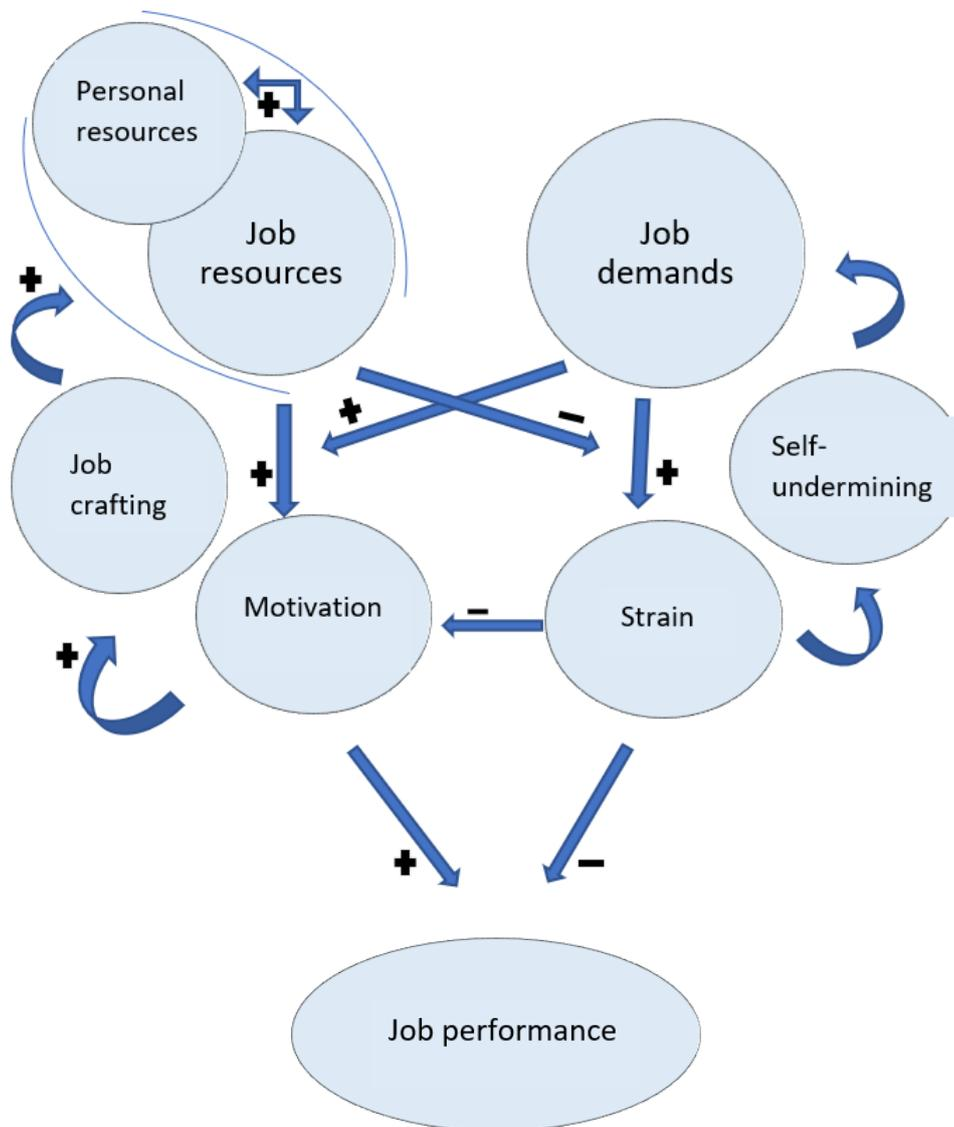 Personal
resources
+
Job
resources
Job
demands
+
+
−
Job
crafting
+
+
Self-
undermining
Motivation
−
Strain
+
+
−
Job performance